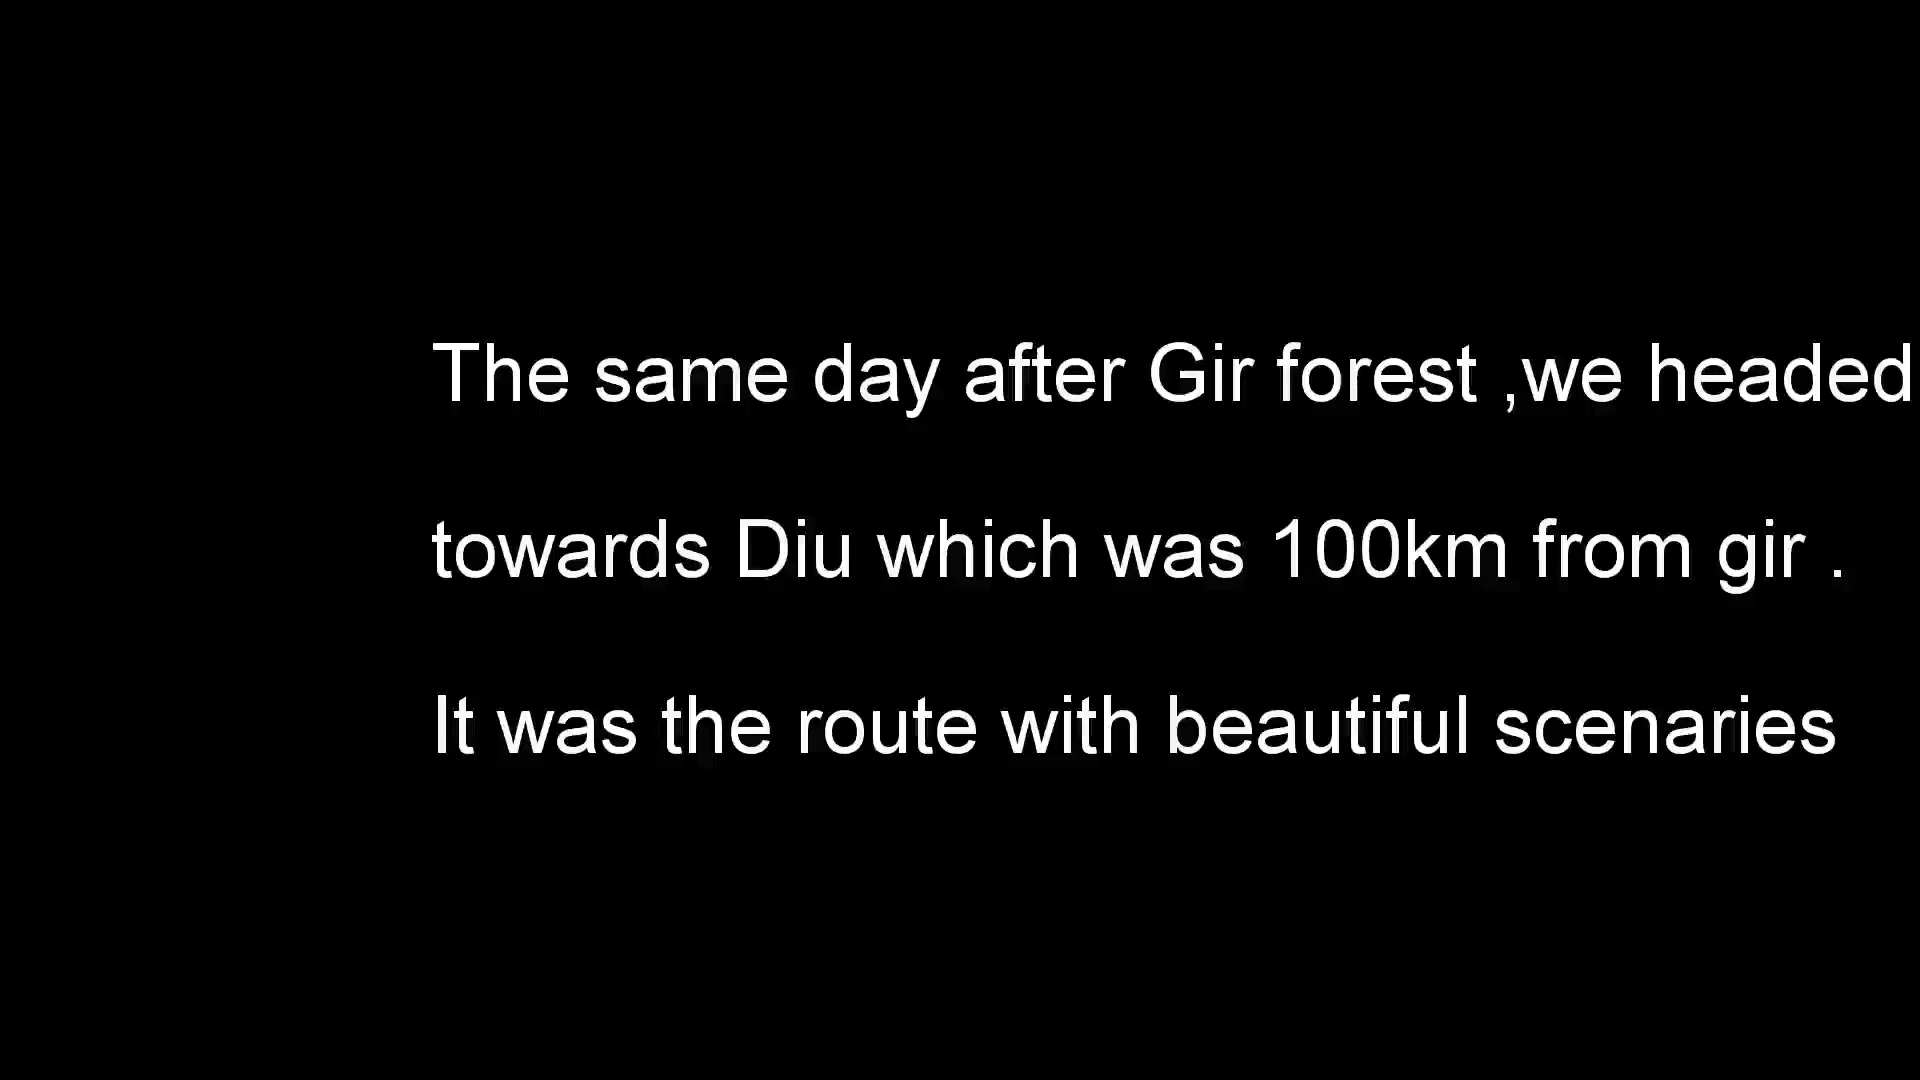 The same day after Gir forest ,we headed
towards Diu which was 100km from gir .
It was the route with beautiful scenaries